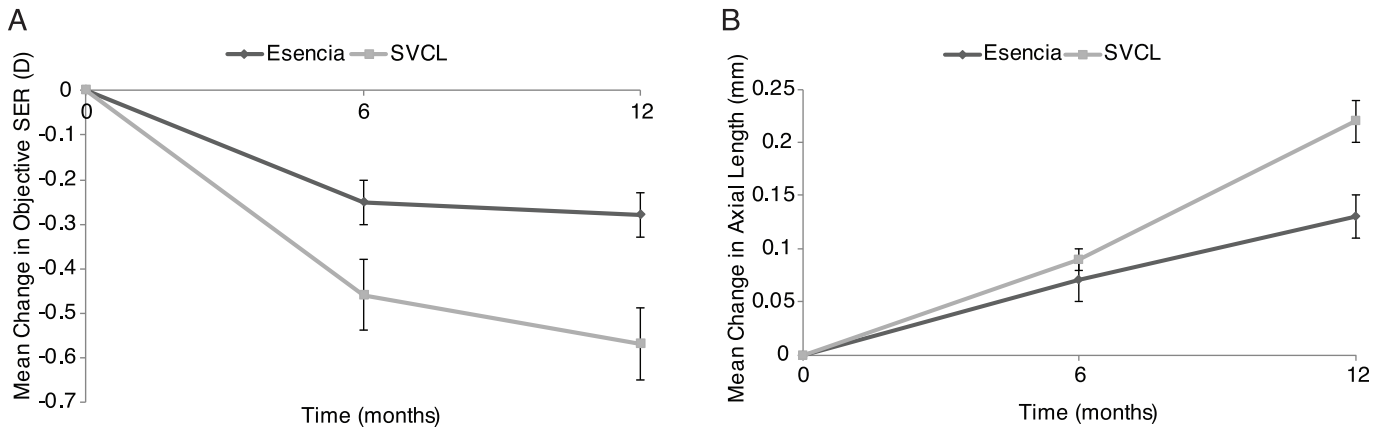 A
Esencia SVCL
Mean Change in Objective SER (D)
0
-0.1
-0.2
-0.3
-0.4
-0.5
-0.6
-0.7
0 6 12
Time (months)
B
Esencia SVCL
Mean Change in Axial Length (mm)
0.25
0.2
0.15
0.1
0.05
0
0 6 12
Time (months)